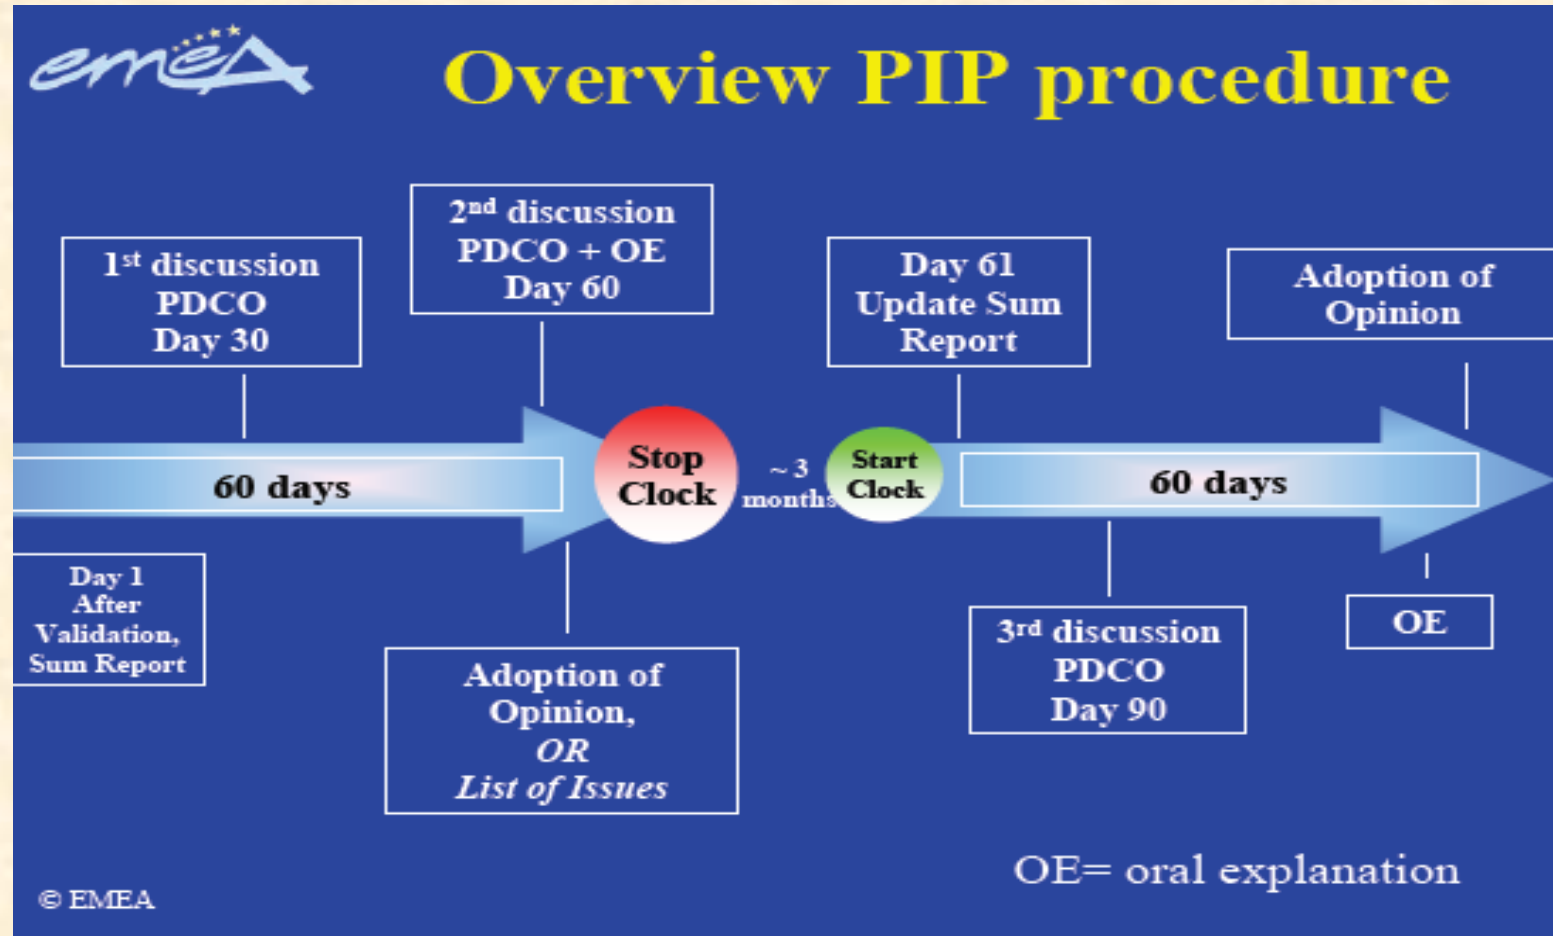 emeA
Overview PIP procedure
1st discussion
PDCO
Day 30
2nd discussion
PDCO + OE
Day 60
Day 61
Update Sum
Report
Adoption of
Opinion
60 days
Stop
Clock
~ 3
months
Start
Clock
60 days
Day 1
After
Validation,
Sum Report
Adoption of
Opinion,
OR
List of Issues
3rd discussion
PDCO
Day 90
OE
OE= oral explanation
© EMEA